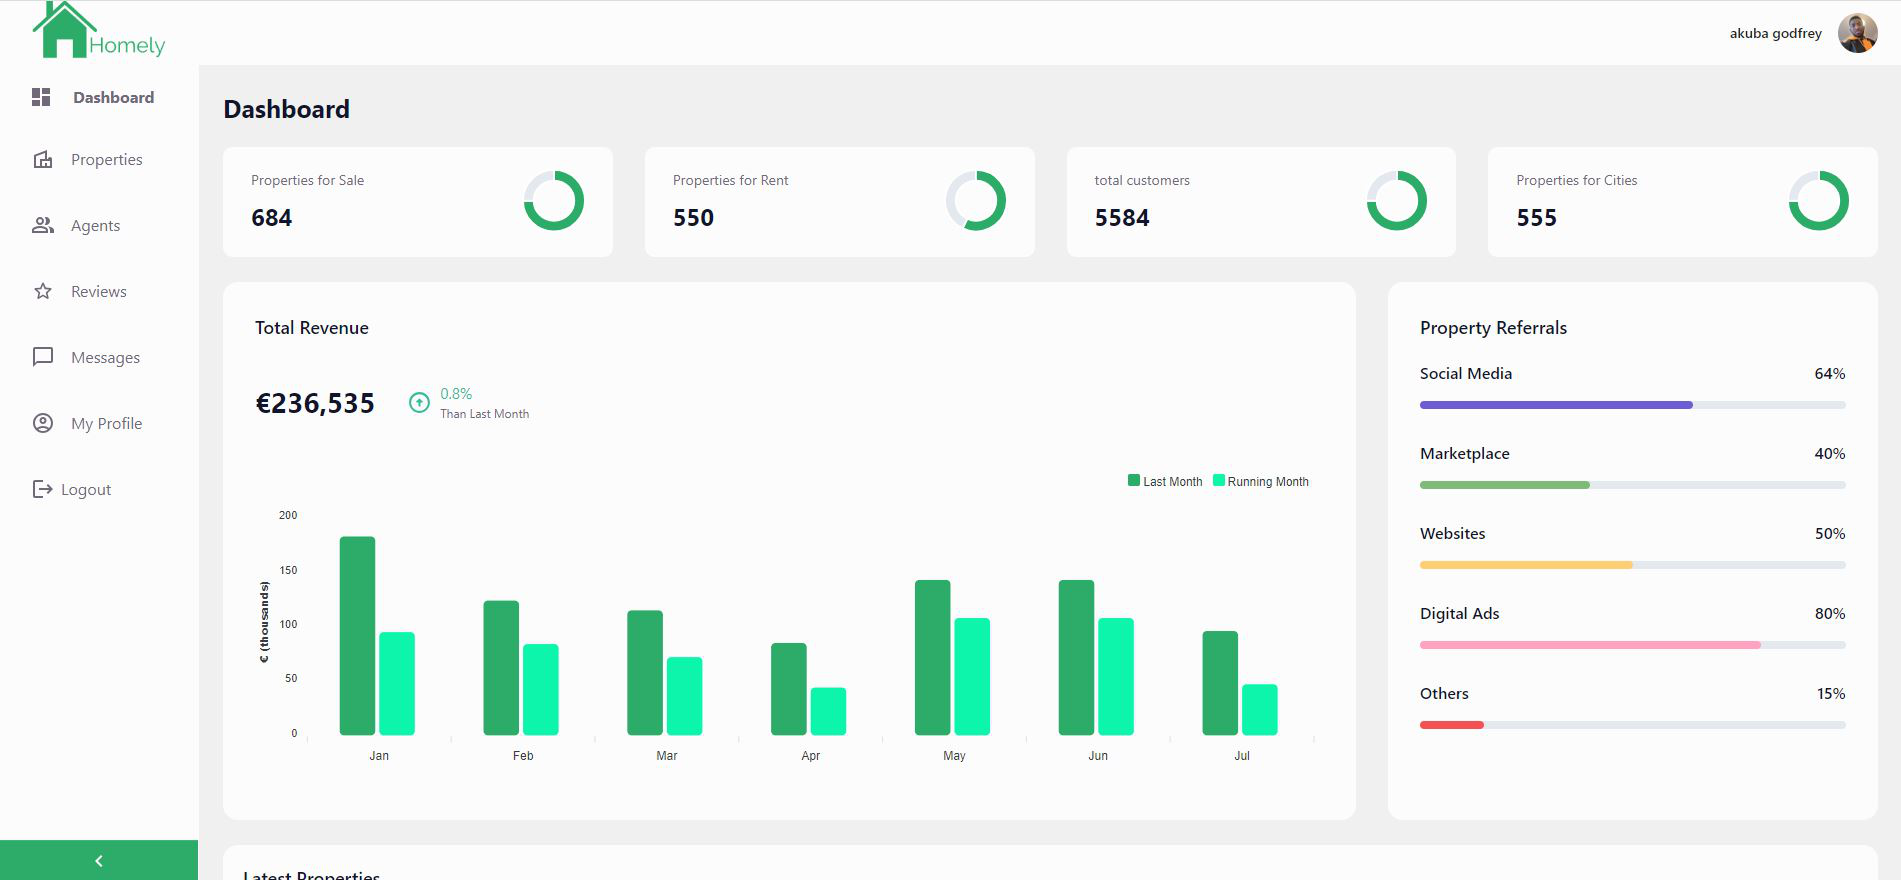 Homely
akuba godfrey
Dashboard
Properties
Agents
Reviews
Messages
My Profile
Logout
Dashboard
Properties for Sale
684
Properties for Rent
550
total customers
5584
Properties for Cities
555
Total Revenue
€236,535
0.8%
Than Last Month
Last Month
Running Month
€ (thousands)
200
150
100
50
0
Jan
Feb
Mar
Apr
May
Jun
Jul
Property Referrals
Social Media 64%
Marketplace 40%
Websites 50%
Digital Ads 80%
Others 15%
Latest Properties